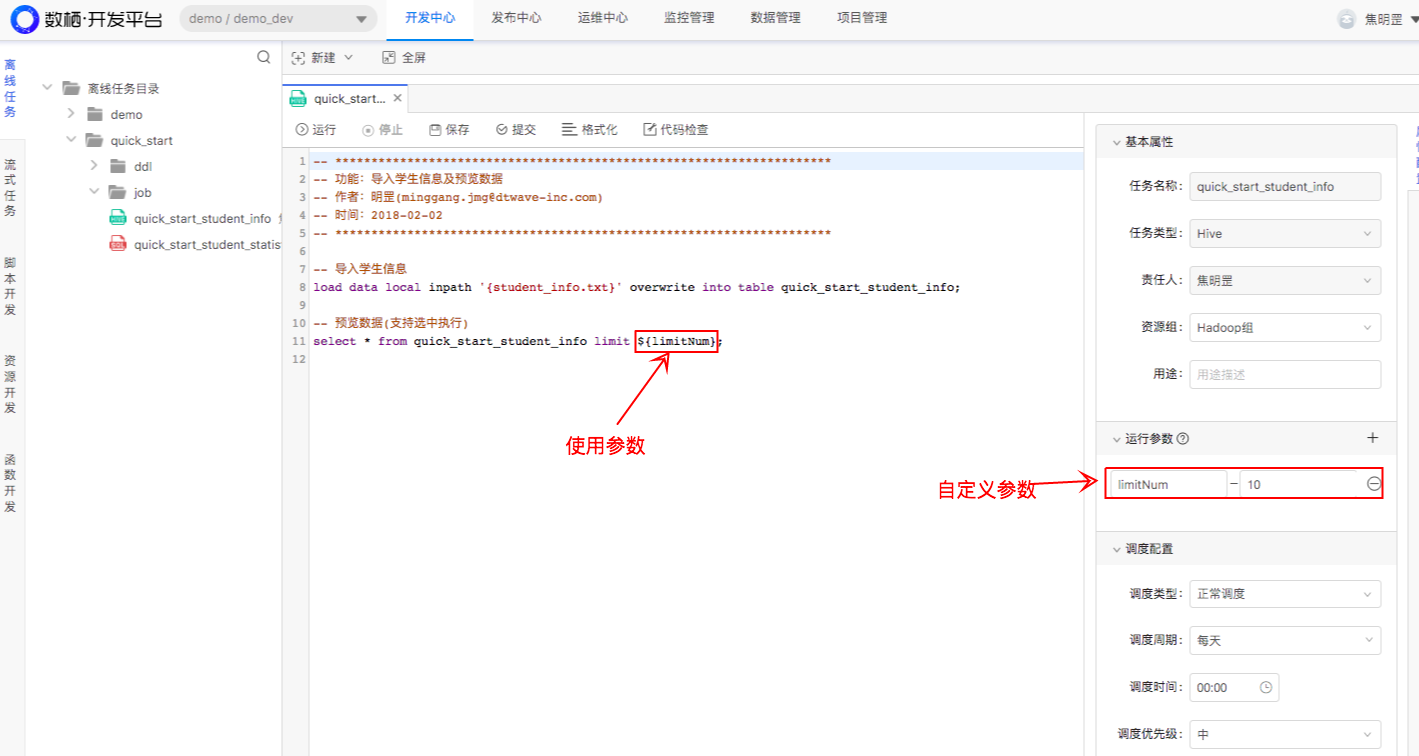 数栖·开发平台
demo / demo_dev
开发中心
发布中心
运维中心
监控管理
数据管理
项目管理
焦明罡
离线任务
流式任务
脚本开发
资源开发
函数开发
离线任务目录
demo
quick_start
ddl
job
quick_start_student_info
quick_start_student_statis
新建
全屏
quick_start...
运行
停止
保存
提交
格式化
代码检查
1 -- *********************************************************************
2 -- 功能：导入学生信息及预览数据
3 -- 作者：明罡(minggang.jmg@dtwave-inc.com)
4 -- 时间：2018-02-02
5 -- *********************************************************************
6
7 -- 导入学生信息
8 load data local inpath '{student_info.txt}' overwrite into table quick_start_student_info;
9
10 -- 预览数据(支持选中执行)
11 select * from quick_start_student_info limit ${limitNum};
12
使用参数
自定义参数
基本属性
任务名称： quick_start_student_info
任务类型： Hive
责任人： 焦明罡
资源组： Hadoop组
用途： 用途描述
运行参数
limitNum – 10
调度配置
调度类型： 正常调度
调度周期： 每天
调度时间： 00:00
调度优先级： 中